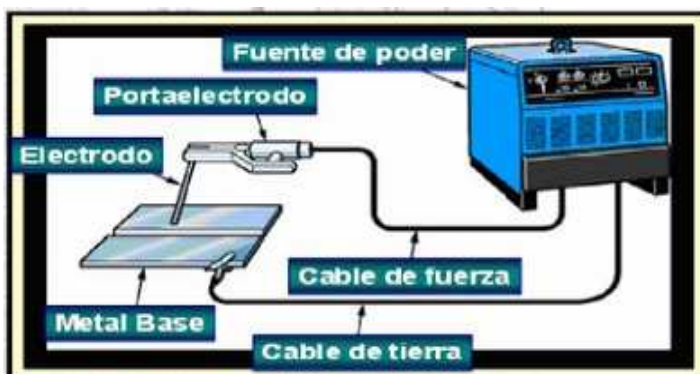 Fuente de poder
Portaelectrodo
Electrodo
Cable de fuerza
Metal Base
Cable de tierra